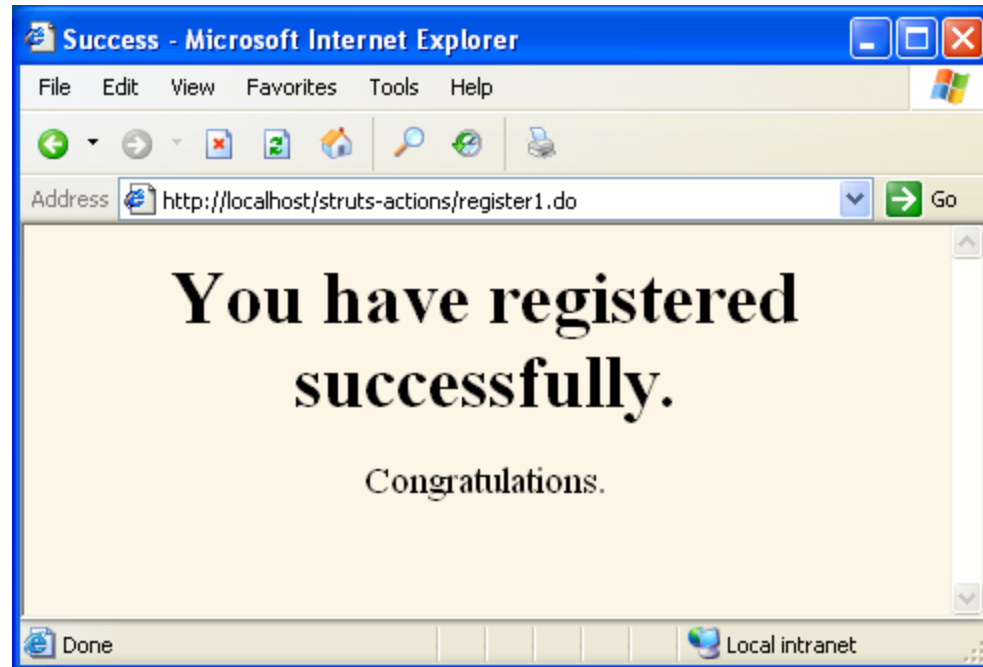 Success - Microsoft Internet Explorer
File Edit View Favorites Tools Help
Address http://localhost/struts-actions/register1.do Go
You have registered
successfully.
Congratulations.
Done Local intranet